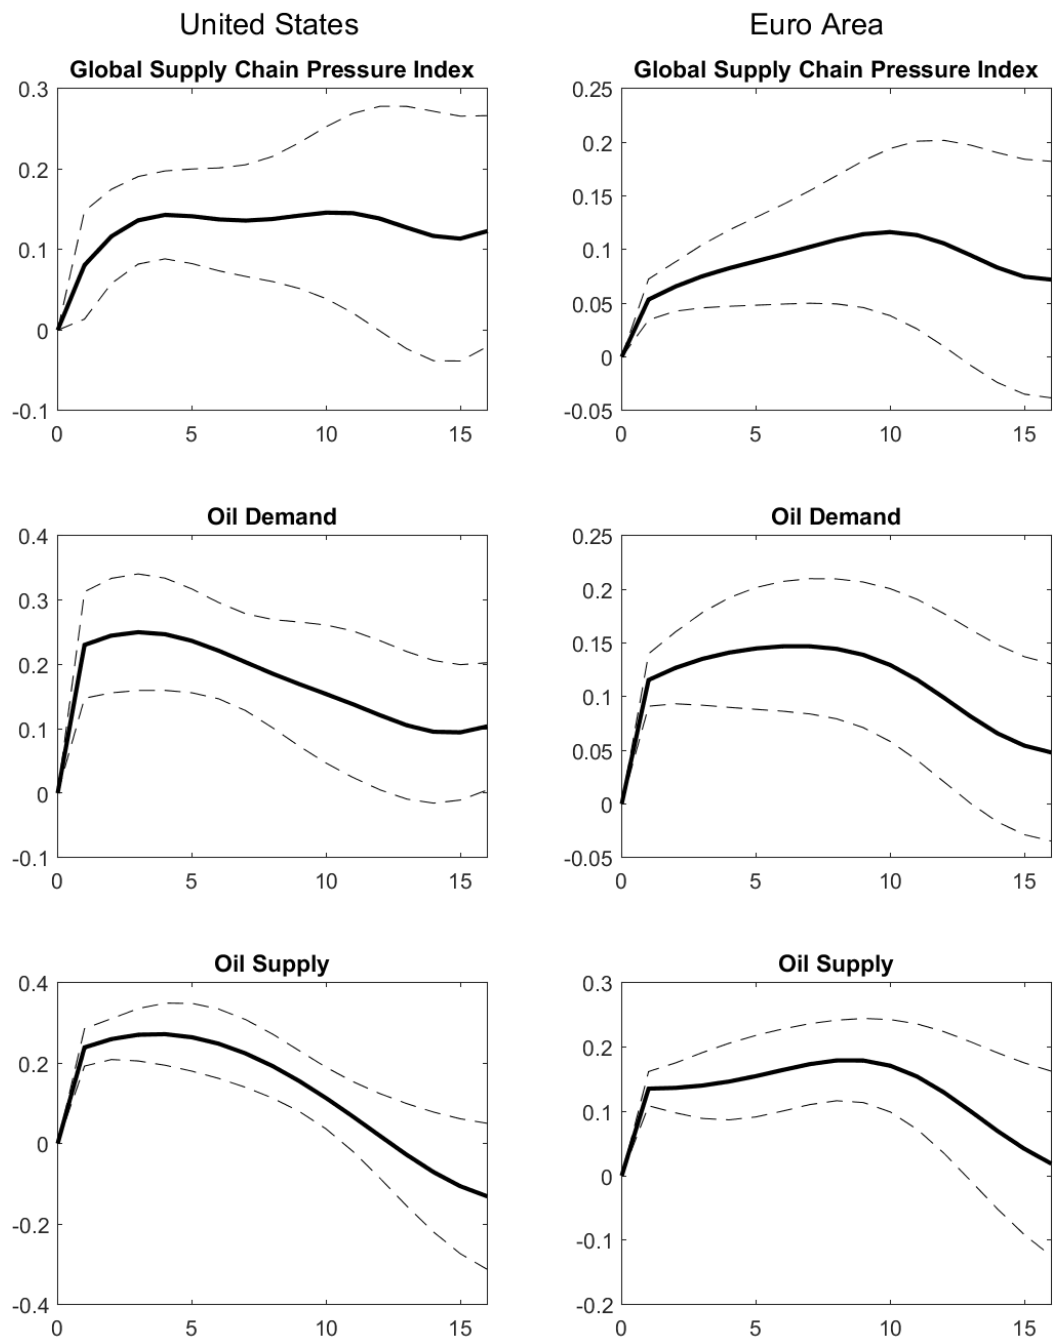 United States
Euro Area
Global Supply Chain Pressure Index
0.3
0.2
0.1
0
-0.1
0 5 10 15
Global Supply Chain Pressure Index
0.25
0.2
0.15
0.1
0.05
0
-0.05
0 5 10 15
Oil Demand
0.4
0.3
0.2
0.1
0
-0.1
0 5 10 15
Oil Demand
0.25
0.2
0.15
0.1
0.05
0
-0.05
0 5 10 15
Oil Supply
0.4
0.2
0
-0.2
-0.4
0 5 10 15
Oil Supply
0.3
0.2
0.1
0
-0.1
-0.2
0 5 10 15